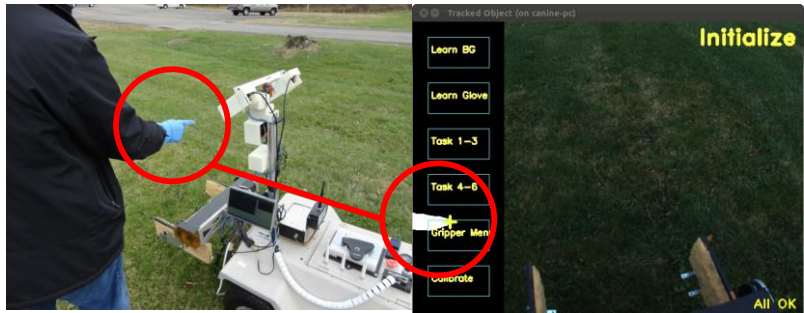 Tracked Object (on canine-pc)
Initialize
Learn BG
Learn Glove
Task 1-3
Task 4-6
Gripper Men
Calibrate
All OK